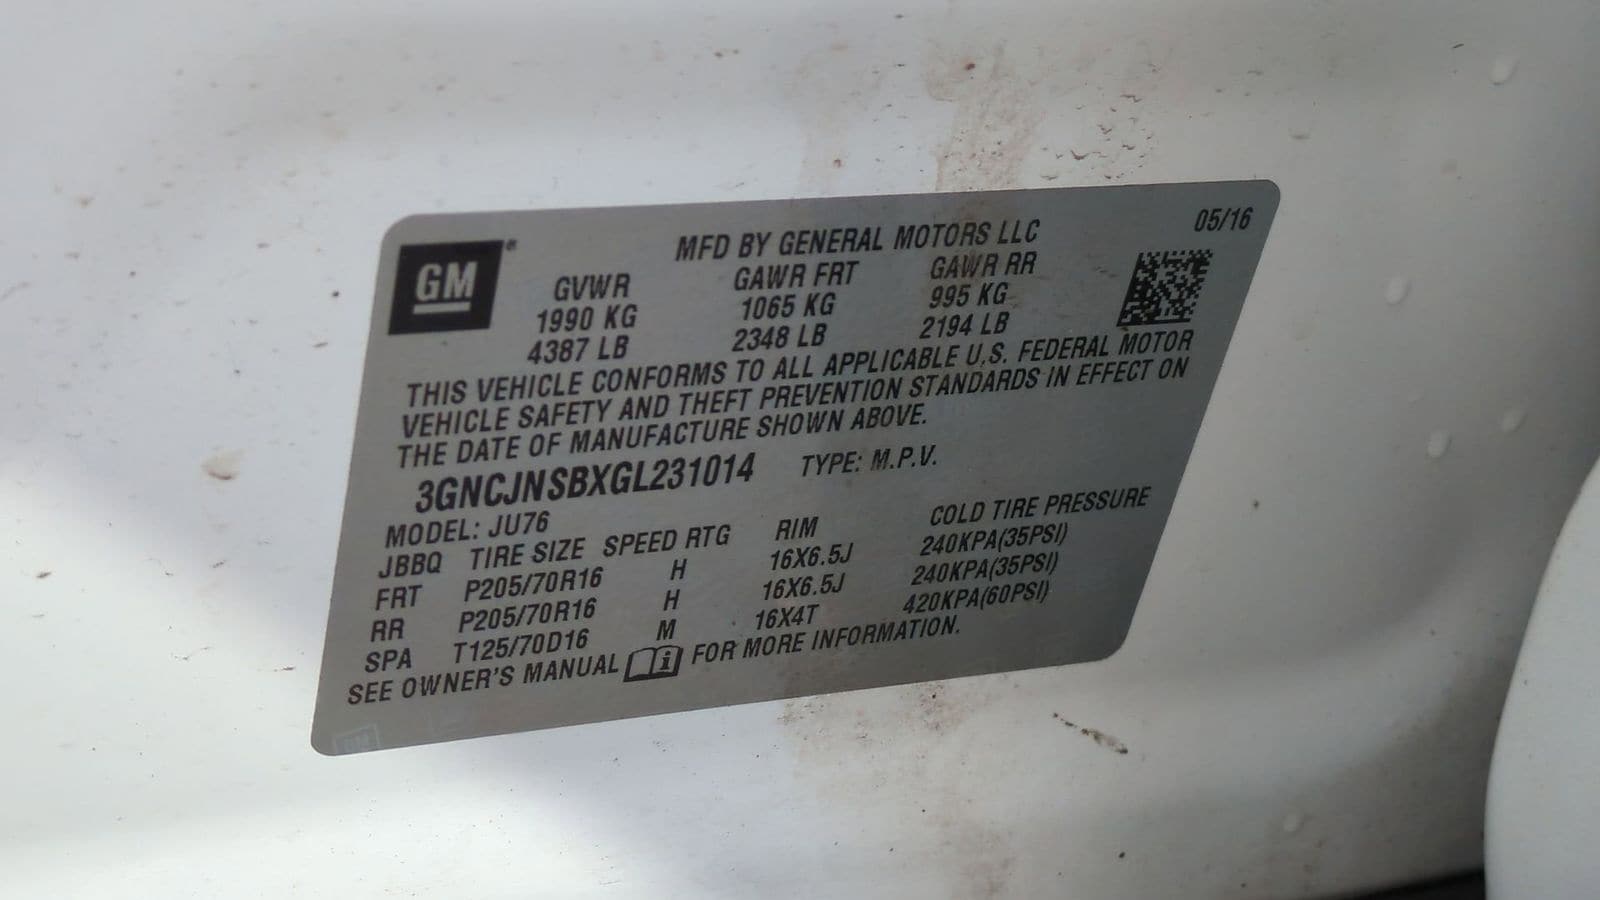 05/16
MFD BY GENERAL MOTORS LLC
GM®
GVWR GAWR FRT GAWR RR
1990 KG 1065 KG 995 KG
4387 LB 2348 LB 2194 LB
THIS VEHICLE CONFORMS TO ALL APPLICABLE U.S. FEDERAL MOTOR
VEHICLE SAFETY AND THEFT PREVENTION STANDARDS IN EFFECT ON
THE DATE OF MANUFACTURE SHOWN ABOVE.
3GNCJNSBXGL231014 TYPE: M.P.V.
MODEL: JU76
JBBQ TIRE SIZE SPEED RTG RIM COLD TIRE PRESSURE
FRT P205/70R16 H 16X6.5J 240KPA(35PSI)
RR P205/70R16 H 16X6.5J 240KPA(35PSI)
SPA T125/70D16 M 16X4T 420KPA(60PSI)
SEE OWNER'S MANUAL i FOR MORE INFORMATION.
GM